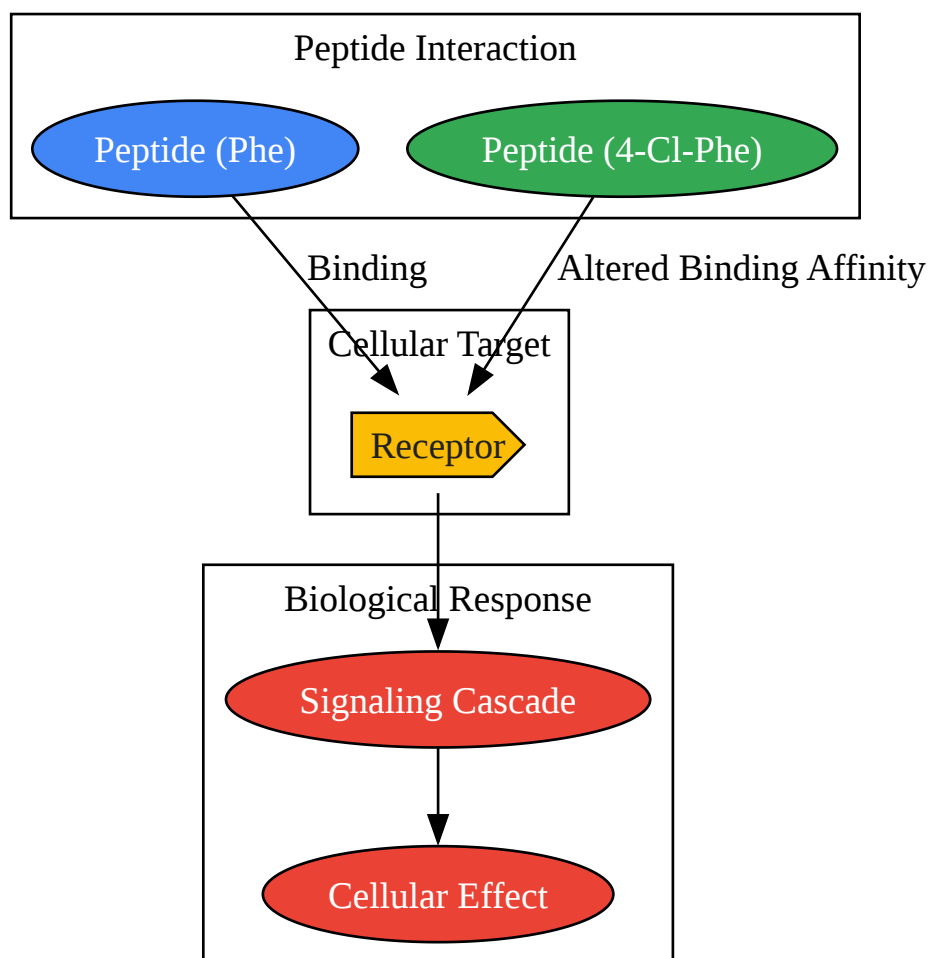 Peptide Interaction
Peptide (Phe)
Peptide (4-Cl-Phe)
Binding
Altered Binding Affinity
Cellular Target
Receptor
Biological Response
Signaling Cascade
Cellular Effect